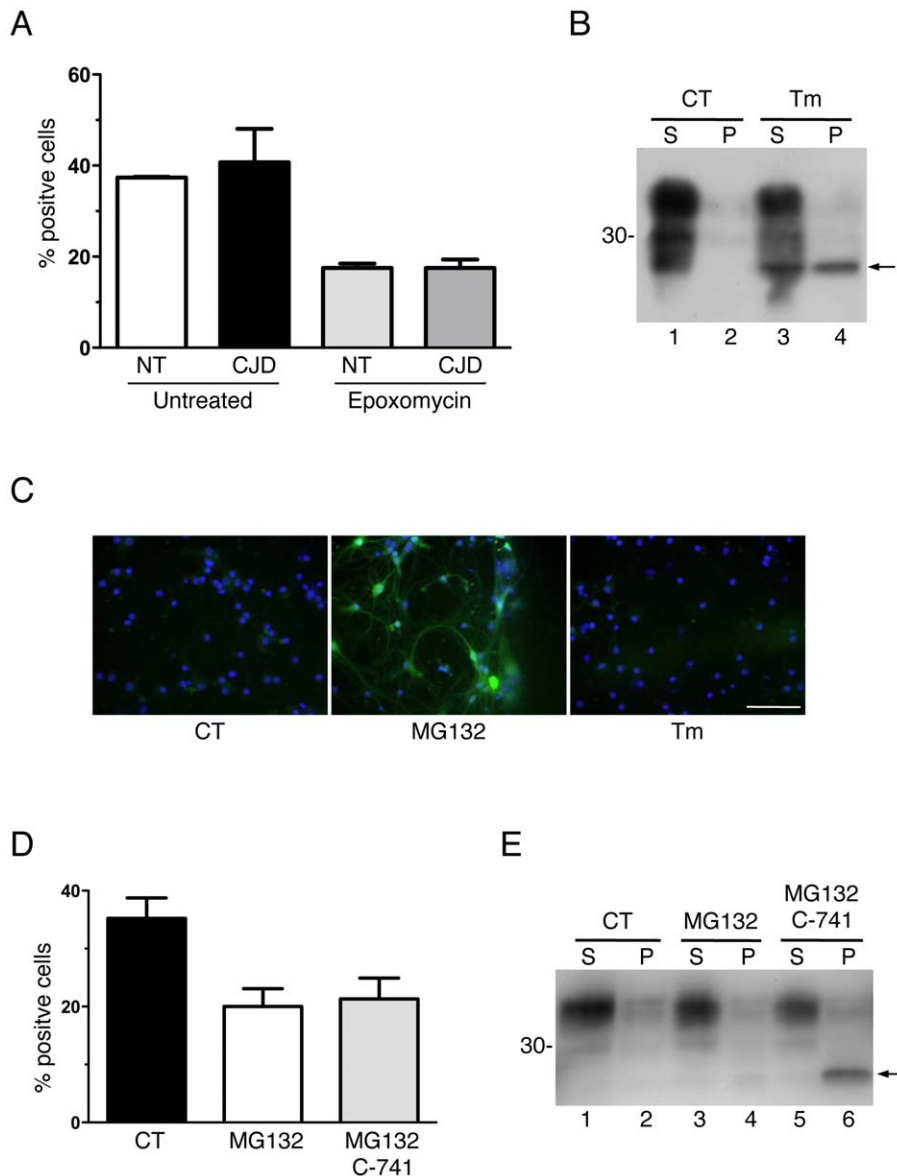 A
% positve cells
60
40
20
0
NT CJD NT CJD
Untreated Epoxomycin
B
CT Tm
S P S P
30-
1 2 3 4
C
CT MG132 Tm
D
% positve cells
40
20
0
CT MG132 MG132
C-741
E
MG132
CT MG132 C-741
S P S P S P
30-
1 2 3 4 5 6